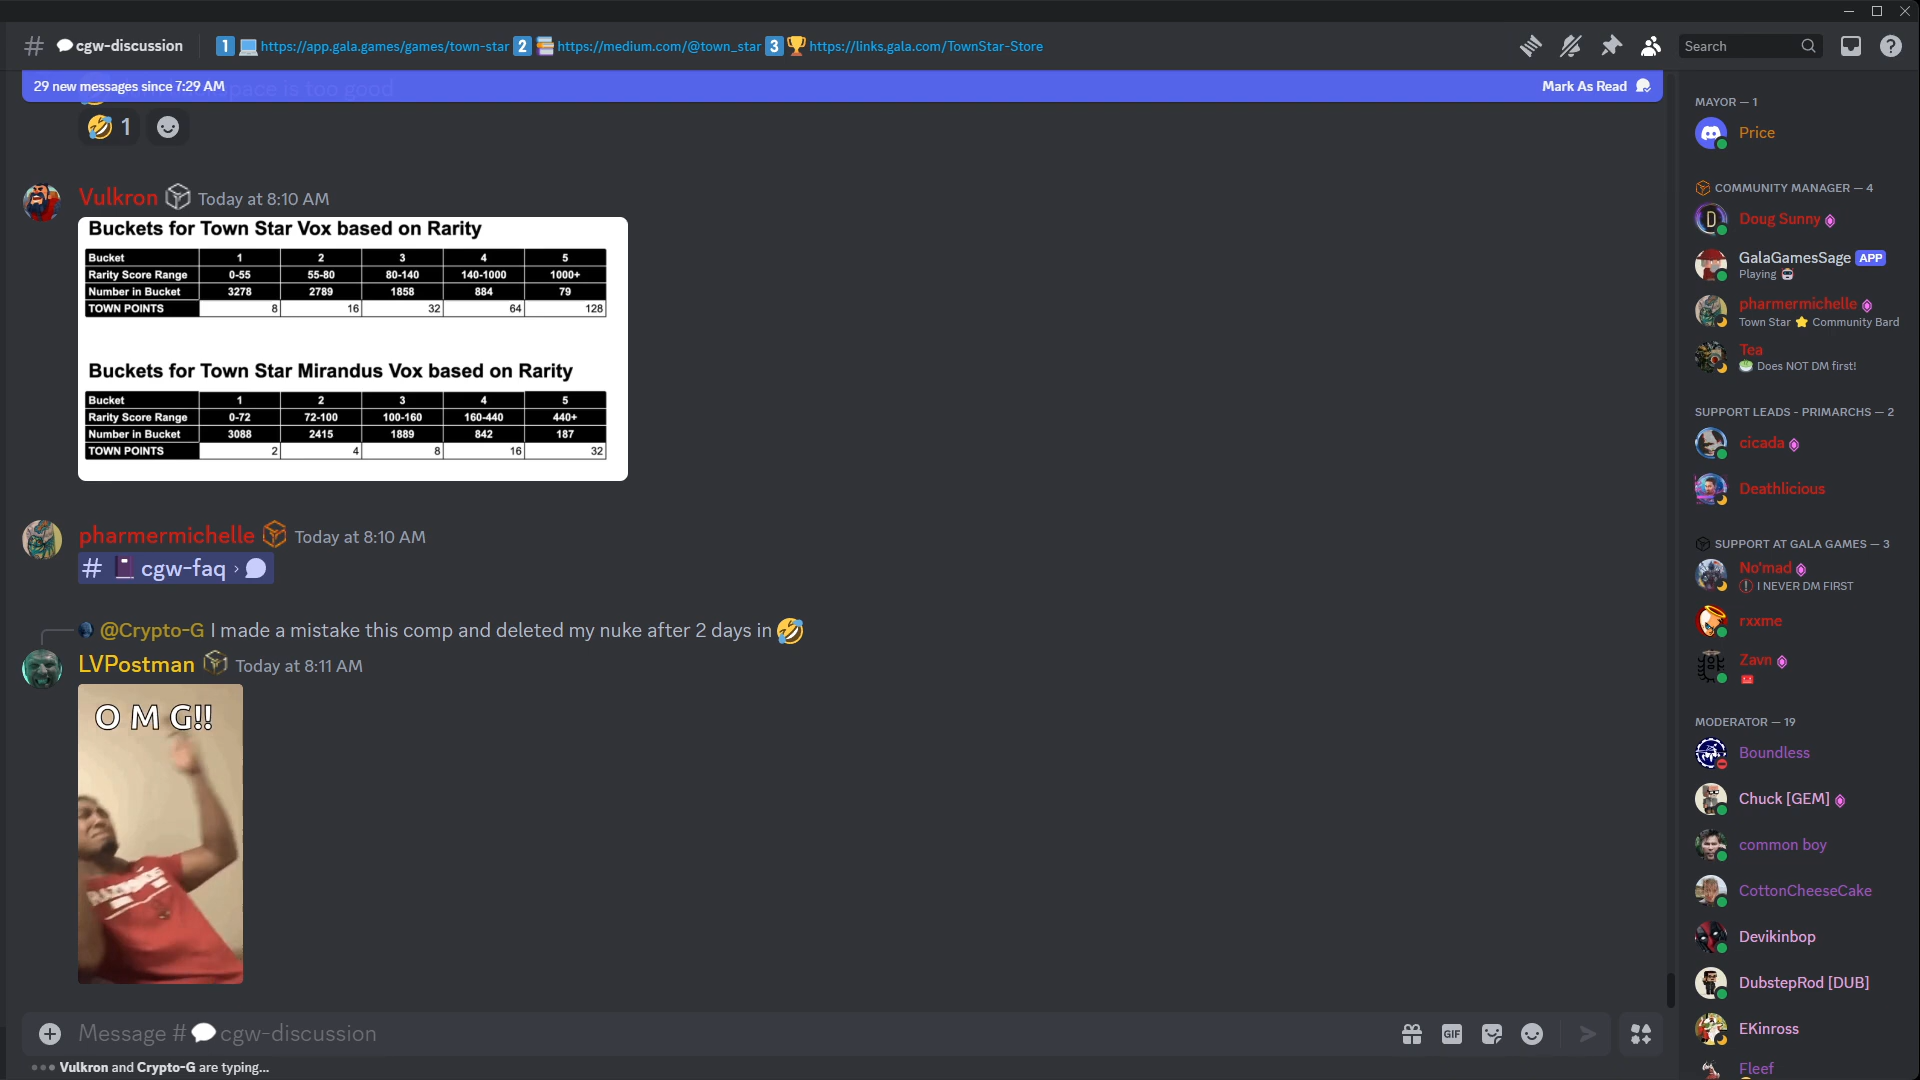 # cgw-discussion
1 https://app.gala.games/games/town-star 2 https://medium.com/@town_star 3 https://links.gala.com/TownStar-Store
Search
29 new messages since 7:29 AM
Mark As Read
pace is too good
1
Vulkron Today at 8:10 AM
Buckets for Town Star Vox based on Rarity
Bucket 1 2 3 4 5
Rarity Score Range 0-55 55-80 80-140 140-1000 1000+
Number in Bucket 3278 2789 1858 884 79
TOWN POINTS 8 16 32 64 128
Buckets for Town Star Mirandus Vox based on Rarity
Bucket 1 2 3 4 5
Rarity Score Range 0-72 72-100 100-160 160-440 440+
Number in Bucket 3088 2415 1889 842 187
TOWN POINTS 2 4 8 16 32
pharmermichelle Today at 8:10 AM
# cgw-faq ›
@Crypto-G I made a mistake this comp and deleted my nuke after 2 days in
LVPostman Today at 8:11 AM
O M G!!
Message # cgw-discussion
GIF
Vulkron and Crypto-G are typing...
MAYOR — 1
Price
COMMUNITY MANAGER — 4
D
Doug Sunny
GalaGamesSage APP
Playing
pharmermichelle
Town Star Community Bard
Tea
Does NOT DM first!
SUPPORT LEADS - PRIMARCHS — 2
cicada
Deathlicious
SUPPORT AT GALA GAMES — 3
No'mad
I NEVER DM FIRST
rxxme
Zavn
MODERATOR — 19
Boundless
Chuck [GEM]
common boy
CottonCheeseCake
Devikinbop
DubstepRod [DUB]
EKinross
Fleef